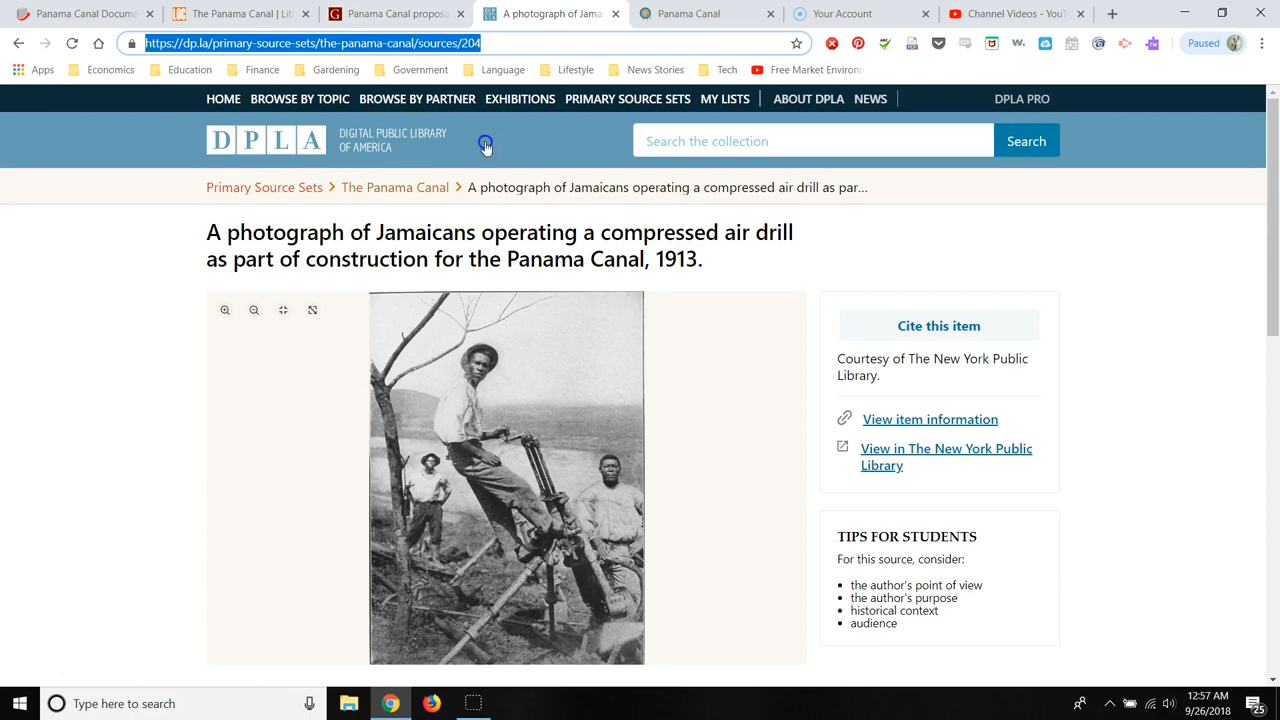 Panama Canal Docume
The Panama Canal | Lib
Panama Canal propos
A photograph of Jamai
Panama Canal
Your Account
Channel Videos - YouT
https://dp.la/primary-source-sets/the-panama-canal/sources/204
Paused
Apps Economics Education Finance Gardening Government Language Lifestyle News Stories Tech Free Market Environ
HOME BROWSE BY TOPIC BROWSE BY PARTNER EXHIBITIONS PRIMARY SOURCE SETS MY LISTS ABOUT DPLA NEWS DPLA PRO
DPLA
DIGITAL PUBLIC LIBRARY
OF AMERICA
Search the collection
Search
Primary Source Sets > The Panama Canal > A photograph of Jamaicans operating a compressed air drill as par...
A photograph of Jamaicans operating a compressed air drill
as part of construction for the Panama Canal, 1913.
Cite this item
Courtesy of The New York Public
Library.
View item information
View in The New York Public
Library
TIPS FOR STUDENTS
For this source, consider:
• the author's point of view
• the author's purpose
• historical context
• audience
Type here to search
12:57 AM
9/26/2018
25